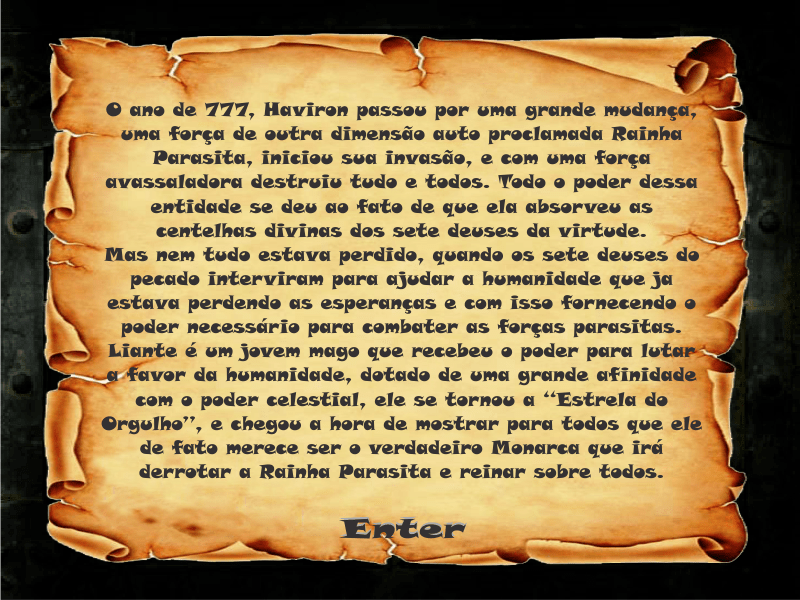 O ano de 777, Haviron passou por uma grande mudança,
uma força de outra dimensão auto proclamada Rainha
Parasita, iniciou sua invasão, e com uma força
avassaladora destruiu tudo e todos. Todo o poder dessa
entidade se deu ao fato de que ela absorveu as
centelhas divinas dos sete deuses da virtude.
Mas nem tudo estava perdido, quando os sete deuses do
pecado interviram para ajudar a humanidade que ja
estava perdendo as esperanças e com isso fornecendo o
poder necessário para combater as forças parasitas.
Liante é um jovem mago que recebeu o poder para lutar
a favor da humanidade, dotado de uma grande afinidade
com o poder celestial, ele se tornou a “Estrela do
Orgulho”, e chegou a hora de mostrar para todos que ele
de fato merece ser o verdadeiro Monarca que irá
derrotar a Rainha Parasita e reinar sobre todos.
Enter